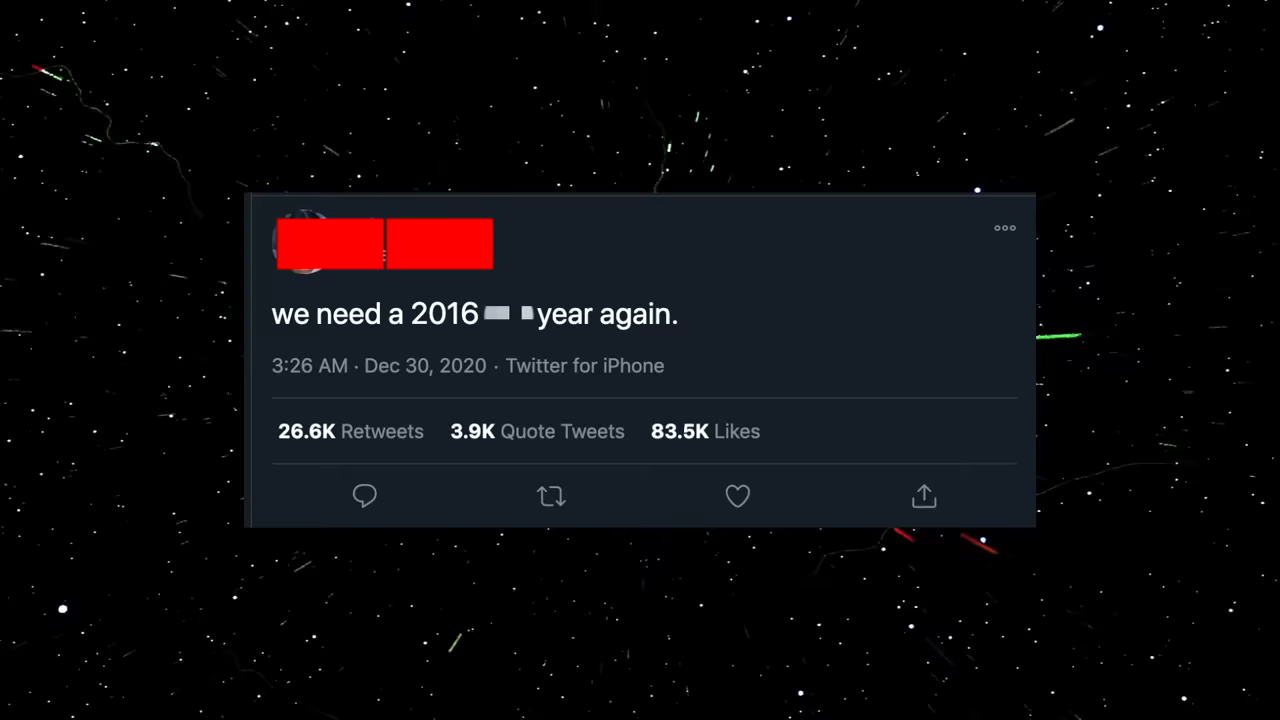 we need a 2016 year again.
3:26 AM · Dec 30, 2020 · Twitter for iPhone
26.6K Retweets 3.9K Quote Tweets 83.5K Likes